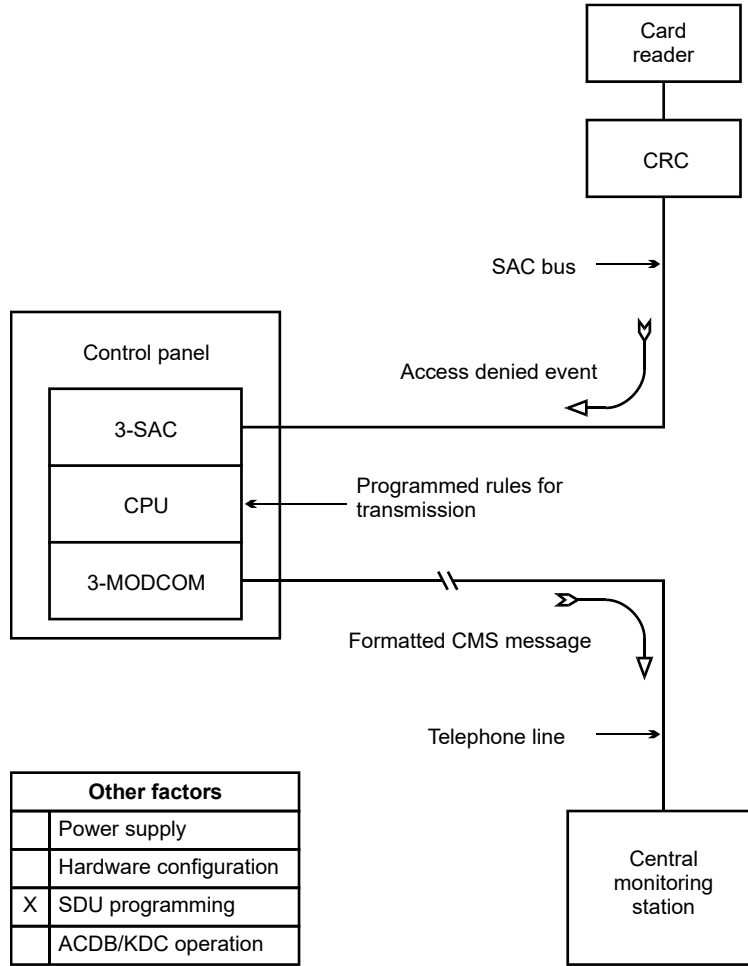 Card
reader
CRC
SAC bus
Access denied event
Control panel
3-SAC
CPU
3-MODCOM
Programmed rules for
transmission
Formatted CMS message
Telephone line
Central
monitoring
station
Other factors
Power supply
Hardware configuration
X SDU programming
ACDB/KDC operation